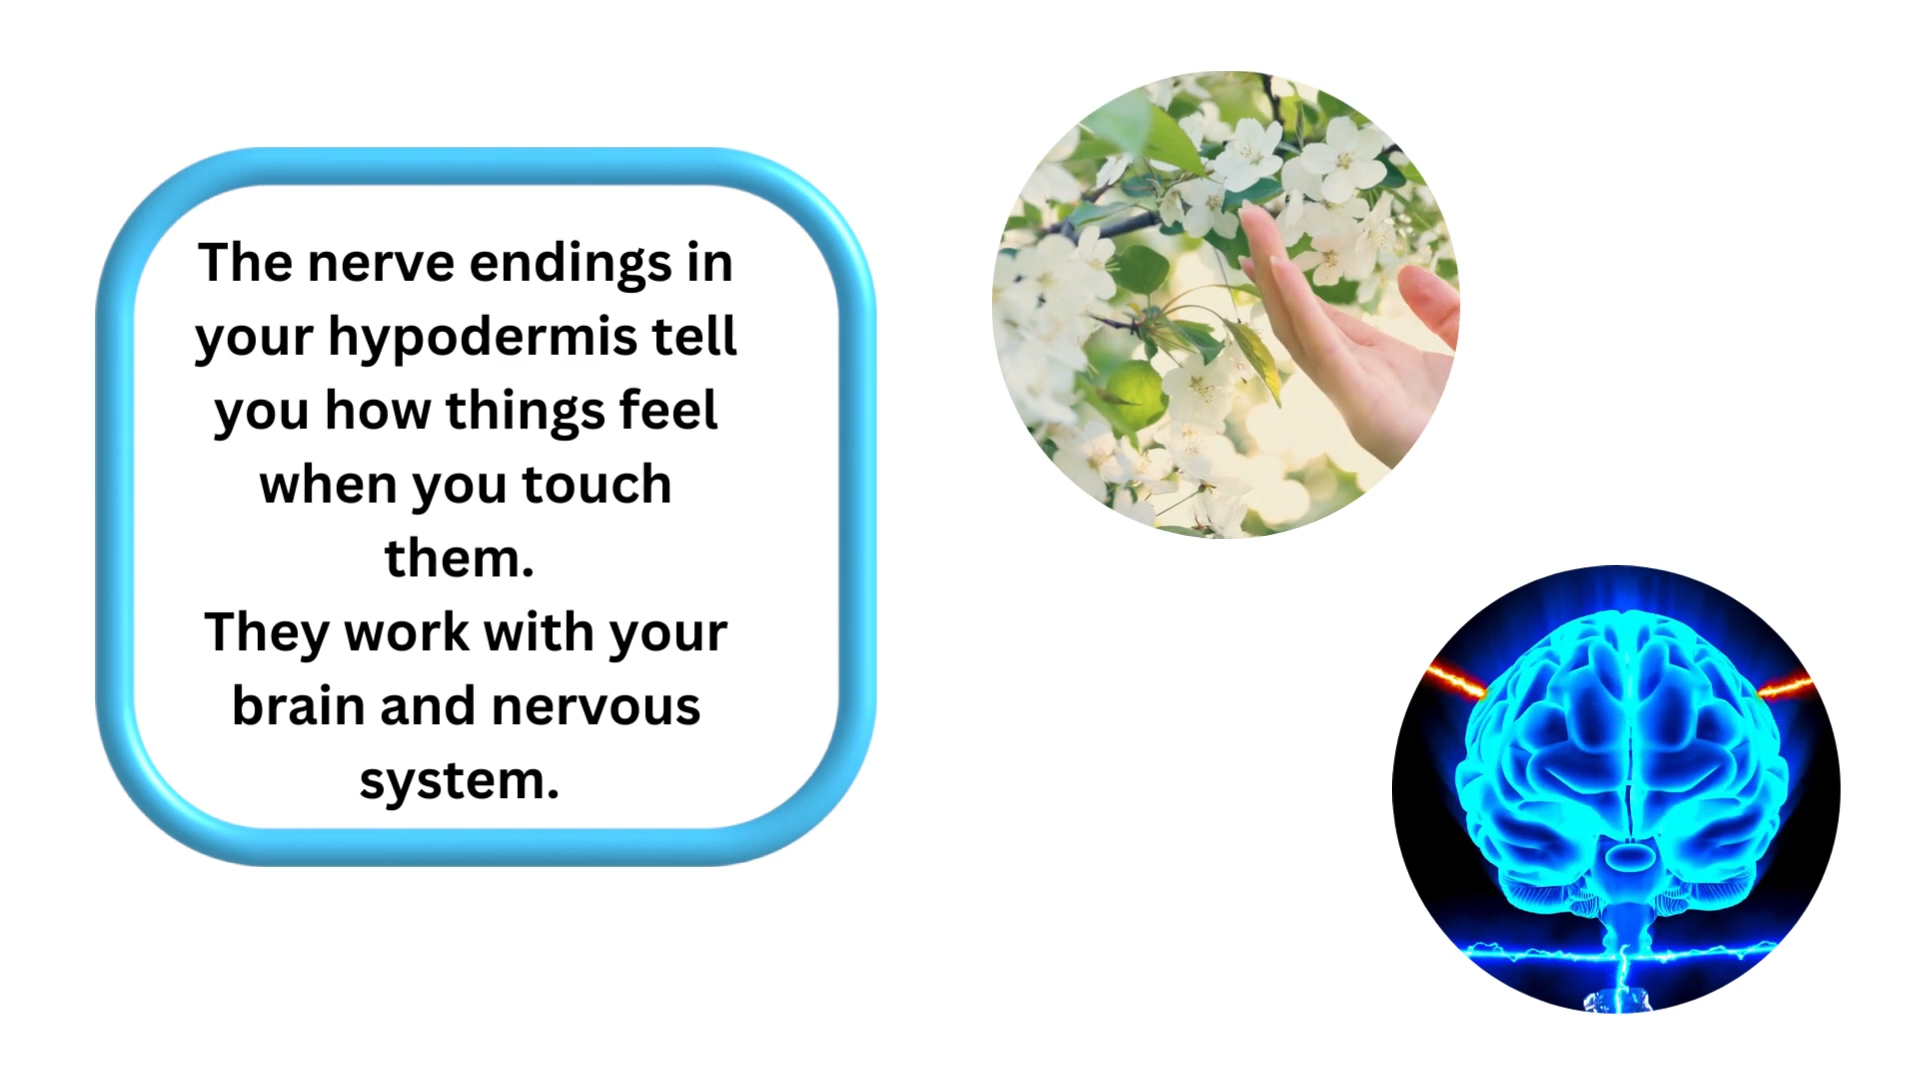 The nerve endings in
your hypodermis tell
you how things feel
when you touch
them.
They work with your
brain and nervous
system.